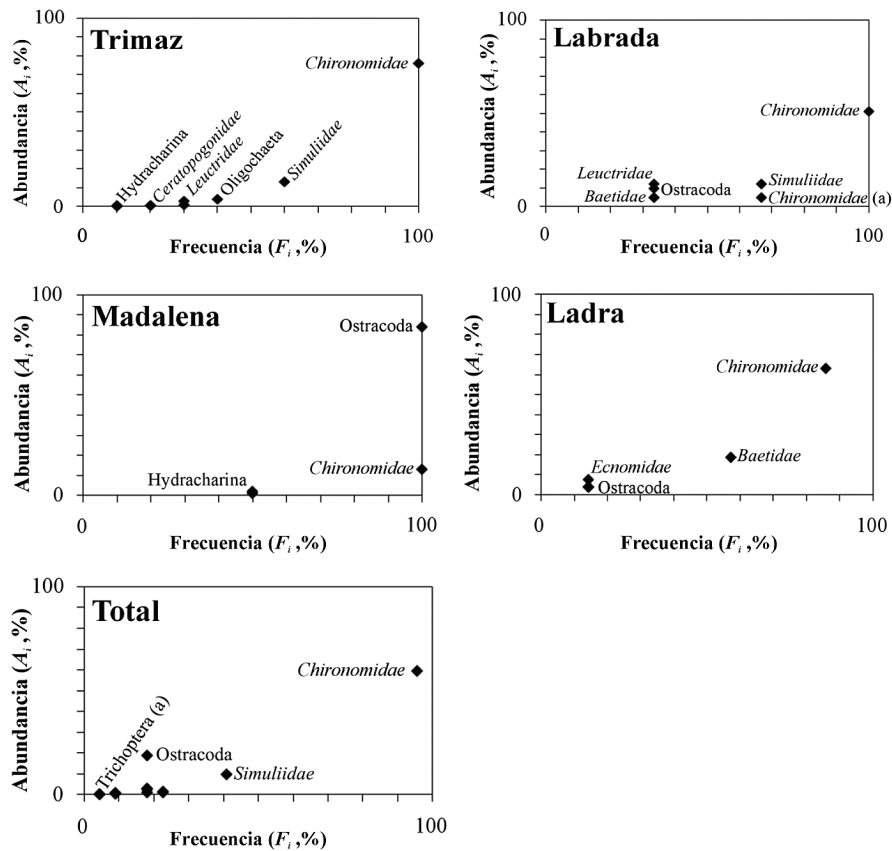 Trimaz
Abundancia (Ai ,%)
100
0
Chironomidae
Hydracharina
Ceratopogonidae
Leuctridae
Oligochaeta
Simuliidae
0
100
Frecuencia (Fi ,%)
Labrada
Abundancia (Ai ,%)
100
0
Chironomidae
Leuctridae
Ostracoda
Baetidae
Simuliidae
Chironomidae (a)
0
100
Frecuencia (Fi ,%)
Madalena
Abundancia (Ai ,%)
100
0
Ostracoda
Chironomidae
Hydracharina
0
100
Frecuencia (Fi ,%)
Ladra
Abundancia (Ai ,%)
100
0
Chironomidae
Baetidae
Ecnomidae
Ostracoda
0
100
Frecuencia (Fi ,%)
Total
Abundancia (Ai ,%)
100
0
Chironomidae
Trichoptera (a)
Ostracoda
Simuliidae
0
100
Frecuencia (Fi ,%)